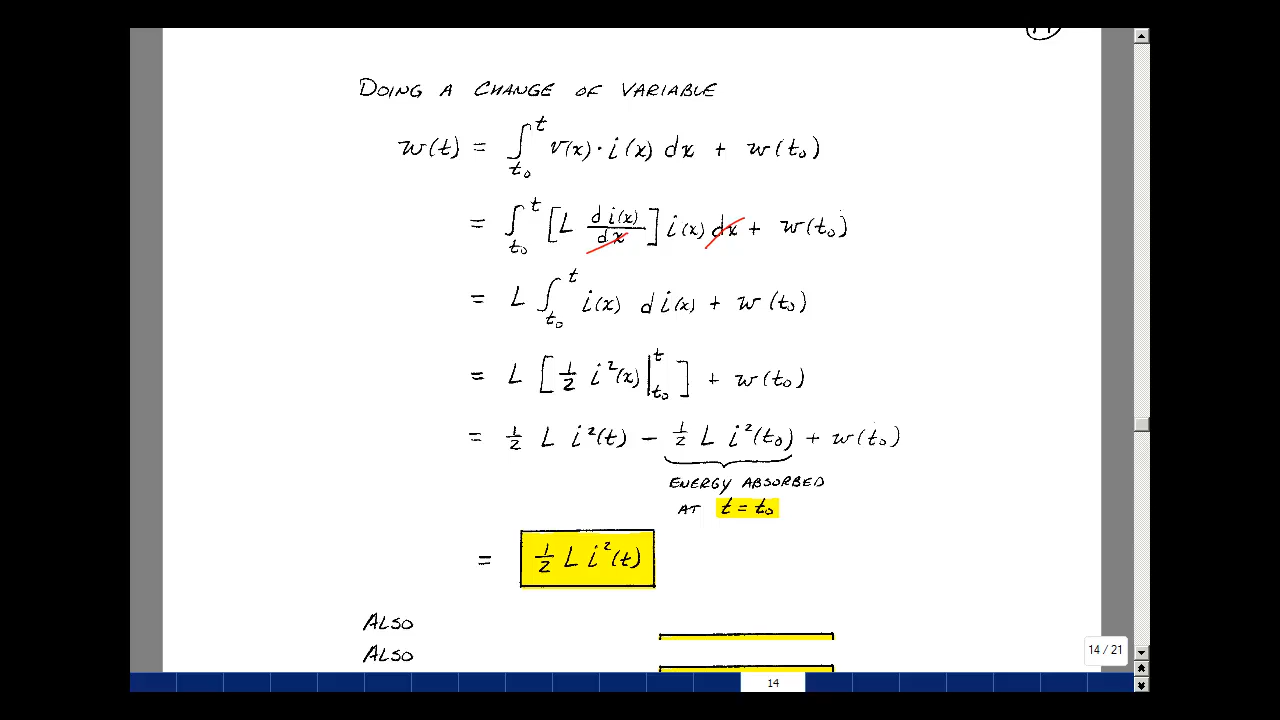 14
DOING A CHANGE OF VARIABLE
w(t) = ∫_{t₀}^{t} v(x)·i(x) dx + w(t₀)
= ∫_{t₀}^{t} [L di(x)/dx] i(x) dx + w(t₀)
= L ∫_{t₀}^{t} i(x) di(x) + w(t₀)
= L [½ i²(x)|_{t₀}^{t}] + w(t₀)
= ½ L i²(t) − ½ L i²(t₀) + w(t₀)
ENERGY ABSORBED
AT t = t₀
= ½ L i²(t)
ALSO
ALSO
14 / 21
14